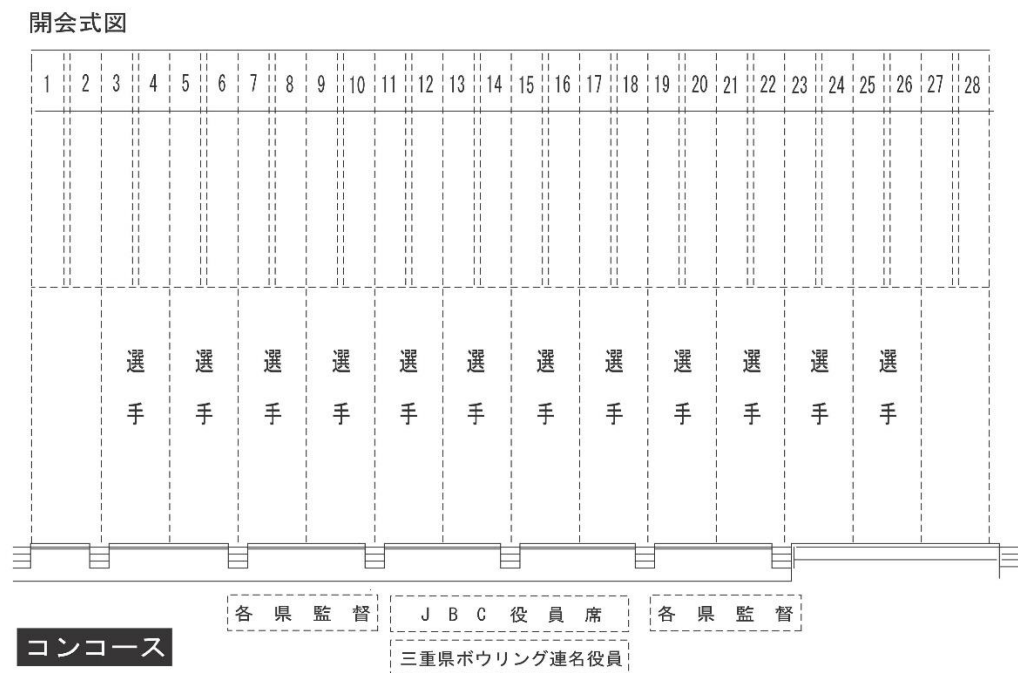 開会式図
1 2 3 4 5 6 7 8 9 10 11 12 13 14 15 16 17 18 19 20 21 22 23 24 25 26 27 28
選手 選手 選手 選手 選手 選手 選手 選手 選手 選手 選手 選手
各県監督 JBC役員席 各県監督
コンコース 三重県ボウリング連名役員